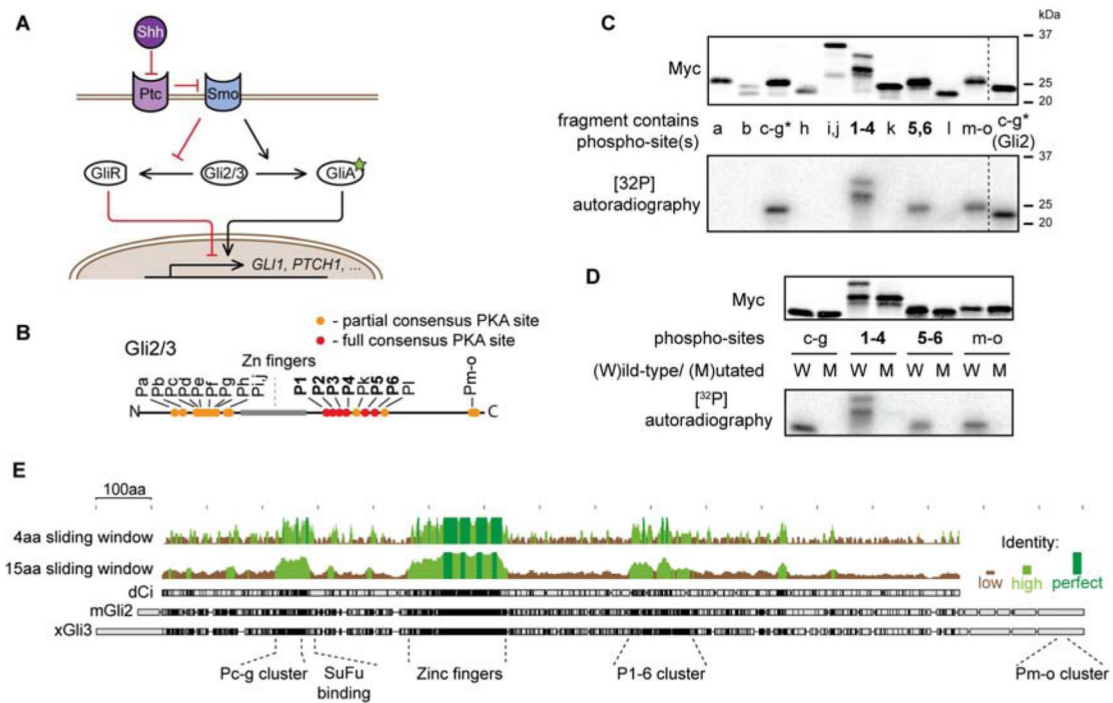 A
Shh
Ptc
Smo
GliR
Gli2/3
GliA
GLI1, PTCH1, ...
B
- partial consensus PKA site
- full consensus PKA site
Gli2/3
Zn fingers
Pa
Pb
Pc
Pd
Pe
Pf
Pg
Ph
Pi,j
P1
P2
P3
P4
Pk
P5
P6
Pl
Pm-o
N
C
C
kDa
37
Myc
25
20
fragment contains
phospho-site(s)
a b c-g* h i,j 1-4 k 5,6 l m-o c-g*
(Gli2)
37
[32P]
autoradiography
25
20
D
Myc
phospho-sites
c-g 1-4 5-6 m-o
(W)ild-type/ (M)utated W M W M W M W M
[32P]
autoradiography
E
100aa
4aa sliding window
15aa sliding window
Identity:
low high perfect
dCi
mGli2
xGli3
Pc-g cluster
SuFu
binding
Zinc fingers
P1-6 cluster
Pm-o cluster